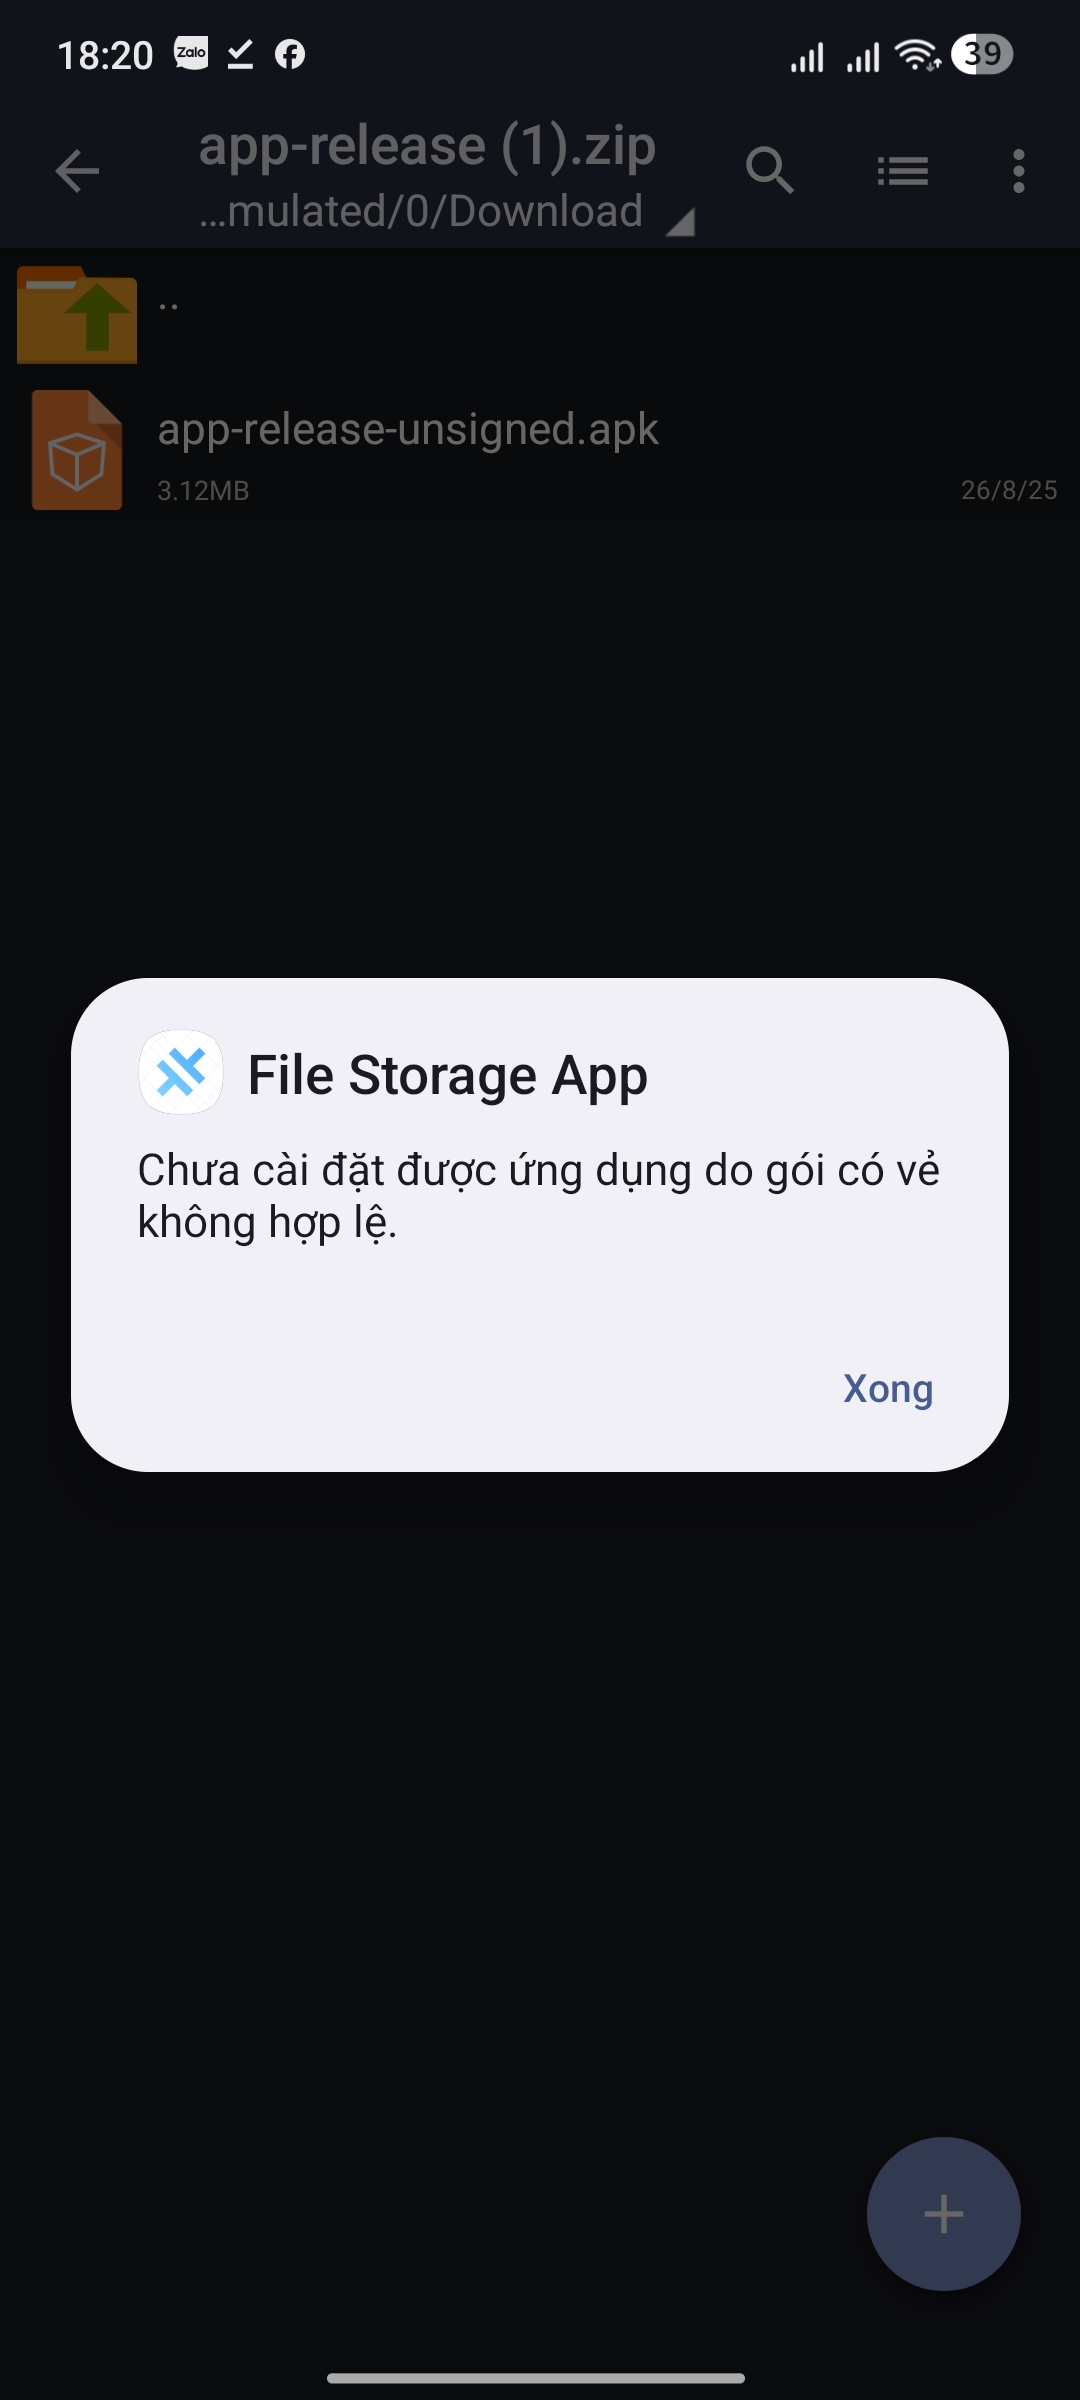 18:20 Zalo 39
app-release (1).zip
...mulated/0/Download
..
app-release-unsigned.apk
3.12MB 26/8/25
File Storage App
Chưa cài đặt được ứng dụng do gói có vẻ
không hợp lệ.
Xong